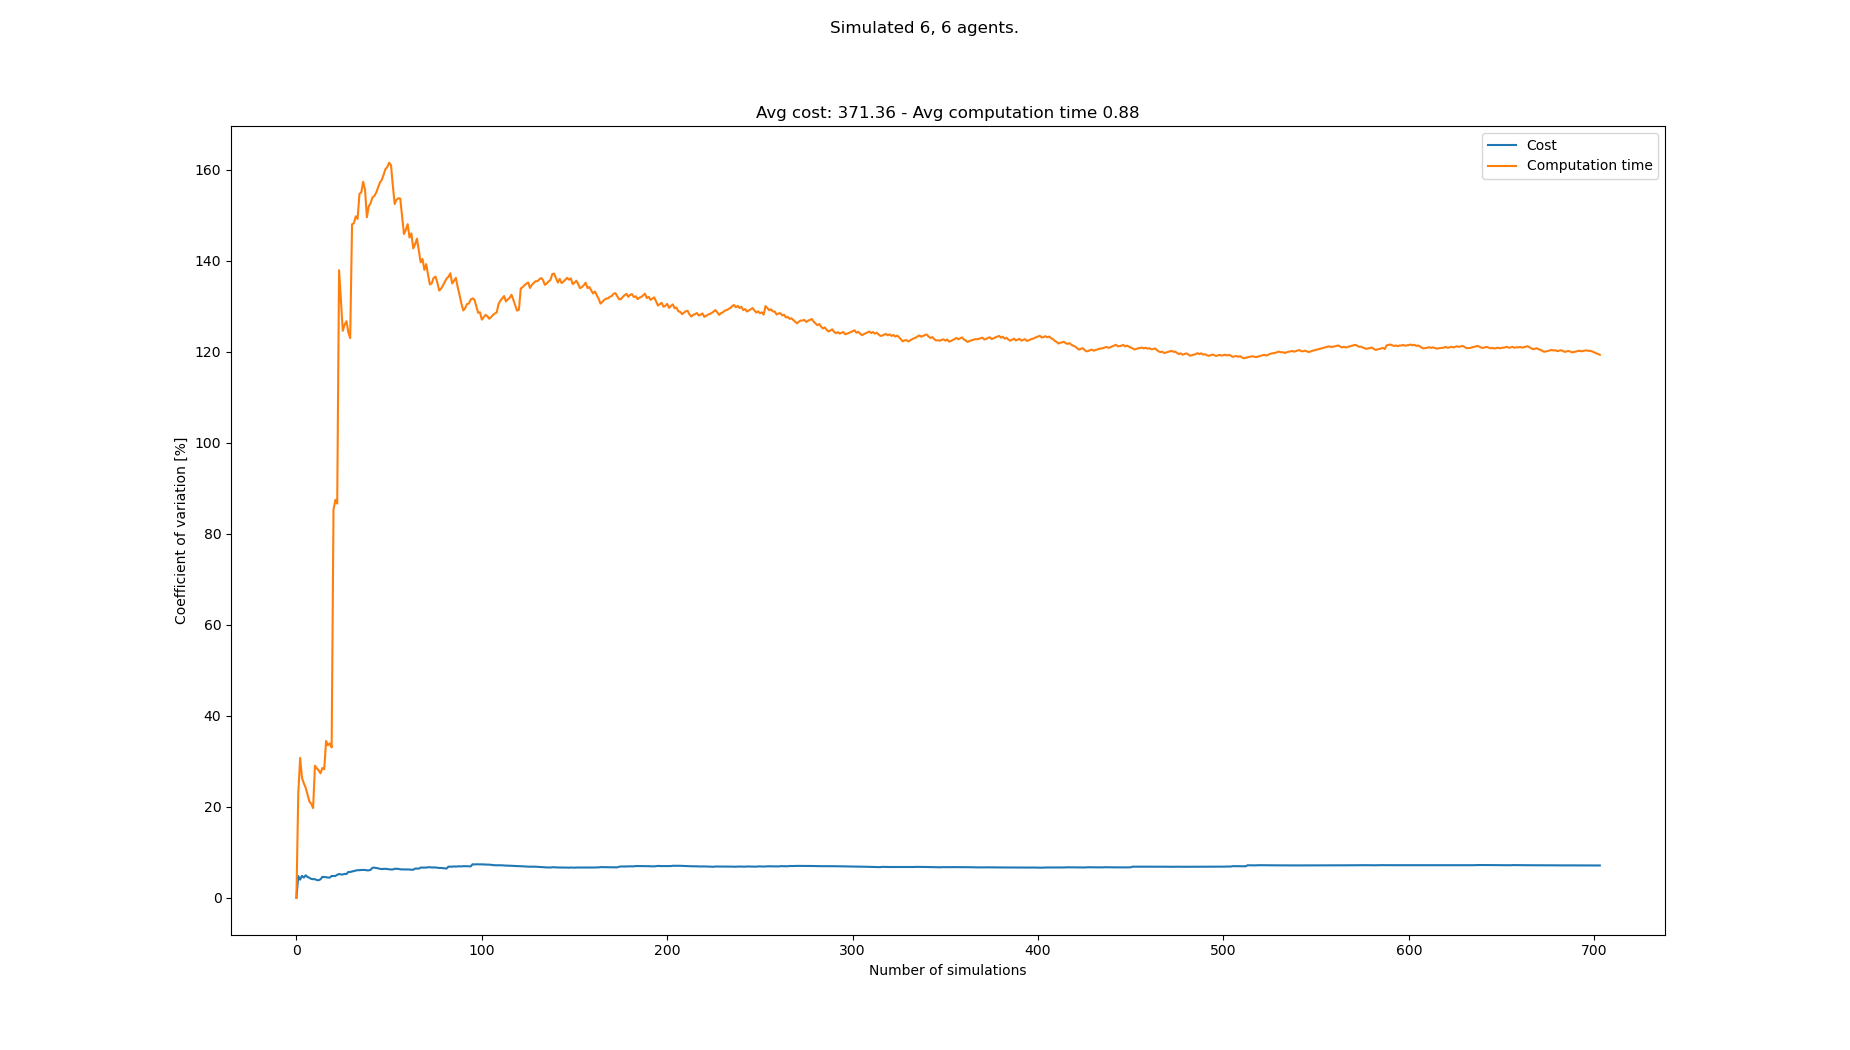 Simulated 6, 6 agents.
Avg cost: 371.36 - Avg computation time 0.88
Cost
Computation time
Coefficient of variation [%]
160
140
120
100
80
60
40
20
0
0 100 200 300 400 500 600 700
Number of simulations